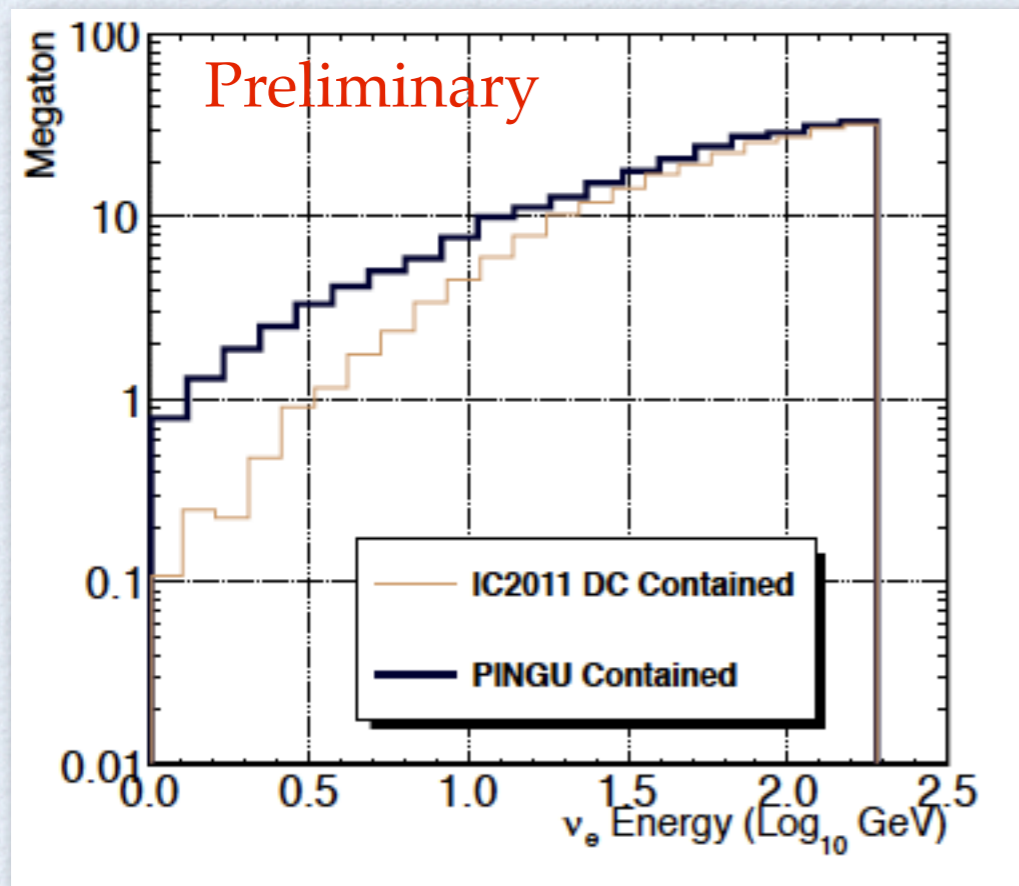 Preliminary
Megaton
100
10
1
0.1
0.01
IC2011 DC Contained
PINGU Contained
0.0 0.5 1.0 1.5 2.0 2.5
νe Energy (Log10 GeV)